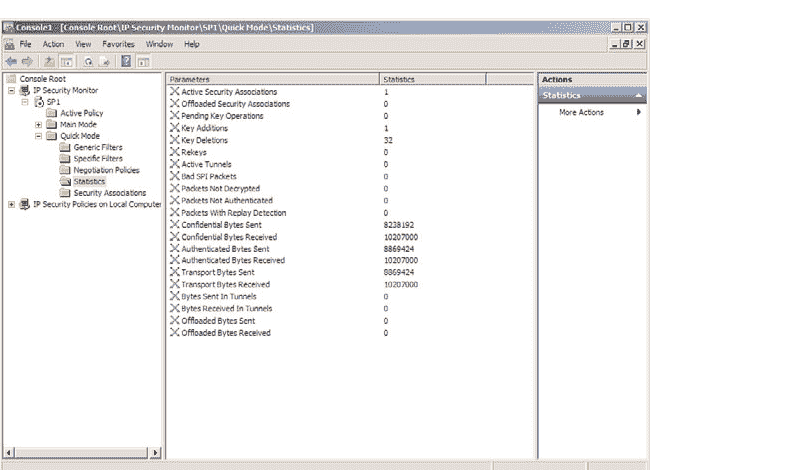 Console1 - [Console Root\IP Security Monitor\SP1\Quick Mode\Statistics]
File Action View Favorites Window Help
Console Root
IP Security Monitor
SP1
Active Policy
Main Mode
Quick Mode
Generic Filters
Specific Filters
Negotiation Policies
Statistics
Security Associations
IP Security Policies on Local Computer
Parameters Statistics
Active Security Associations 1
Offloaded Security Associations 0
Pending Key Operations 0
Key Additions 1
Key Deletions 32
Rekeys 0
Active Tunnels 0
Bad SPI Packets 0
Packets Not Decrypted 0
Packets Not Authenticated 0
Packets With Replay Detection 0
Confidential Bytes Sent 8238192
Confidential Bytes Received 10207000
Authenticated Bytes Sent 8869424
Authenticated Bytes Received 10207000
Transport Bytes Sent 8869424
Transport Bytes Received 10207000
Bytes Sent In Tunnels 0
Bytes Received In Tunnels 0
Offloaded Bytes Sent 0
Offloaded Bytes Received 0
Actions
Statistics
More Actions